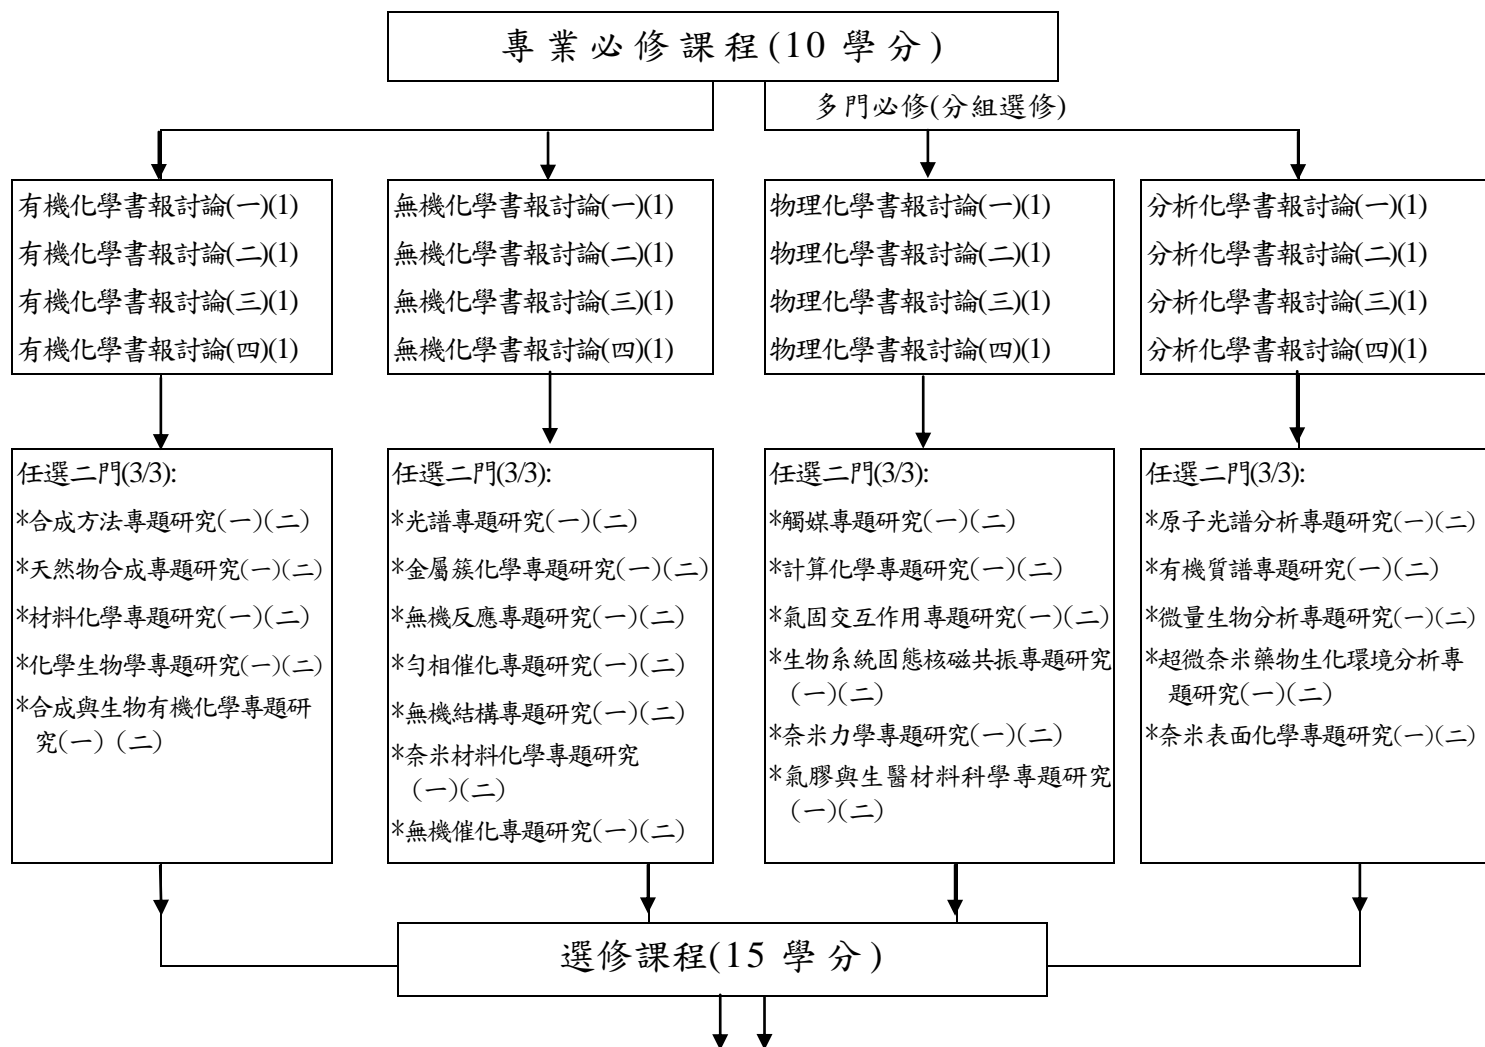 專業必修課程(10 學分)
多門必修(分組選修)
有機化學書報討論(一)(1)
有機化學書報討論(二)(1)
有機化學書報討論(三)(1)
有機化學書報討論(四)(1)
無機化學書報討論(一)(1)
無機化學書報討論(二)(1)
無機化學書報討論(三)(1)
無機化學書報討論(四)(1)
物理化學書報討論(一)(1)
物理化學書報討論(二)(1)
物理化學書報討論(三)(1)
物理化學書報討論(四)(1)
分析化學書報討論(一)(1)
分析化學書報討論(二)(1)
分析化學書報討論(三)(1)
分析化學書報討論(四)(1)
任選二門(3/3):
*合成方法專題研究(一)(二)
*天然物合成專題研究(一)(二)
*材料化學專題研究(一)(二)
*化學生物學專題研究(一)(二)
*合成與生物有機化學專題研
究(一) (二)
任選二門(3/3):
*光譜專題研究(一)(二)
*金屬簇化學專題研究(一)(二)
*無機反應專題研究(一)(二)
*勻相催化專題研究(一)(二)
*無機結構專題研究(一)(二)
*奈米材料化學專題研究
(一)(二)
*無機催化專題研究(一)(二)
任選二門(3/3):
*觸媒專題研究(一)(二)
*計算化學專題研究(一)(二)
*氣固交互作用專題研究(一)(二)
*生物系統固態核磁共振專題研究
(一)(二)
*奈米力學專題研究(一)(二)
*氣膠與生醫材料科學專題研究
(一)(二)
任選二門(3/3):
*原子光譜分析專題研究(一)(二)
*有機質譜專題研究(一)(二)
*微量生物分析專題研究(一)(二)
*超微奈米藥物生化環境分析專
題研究(一)(二)
*奈米表面化學專題研究(一)(二)
選修課程(15 學分)